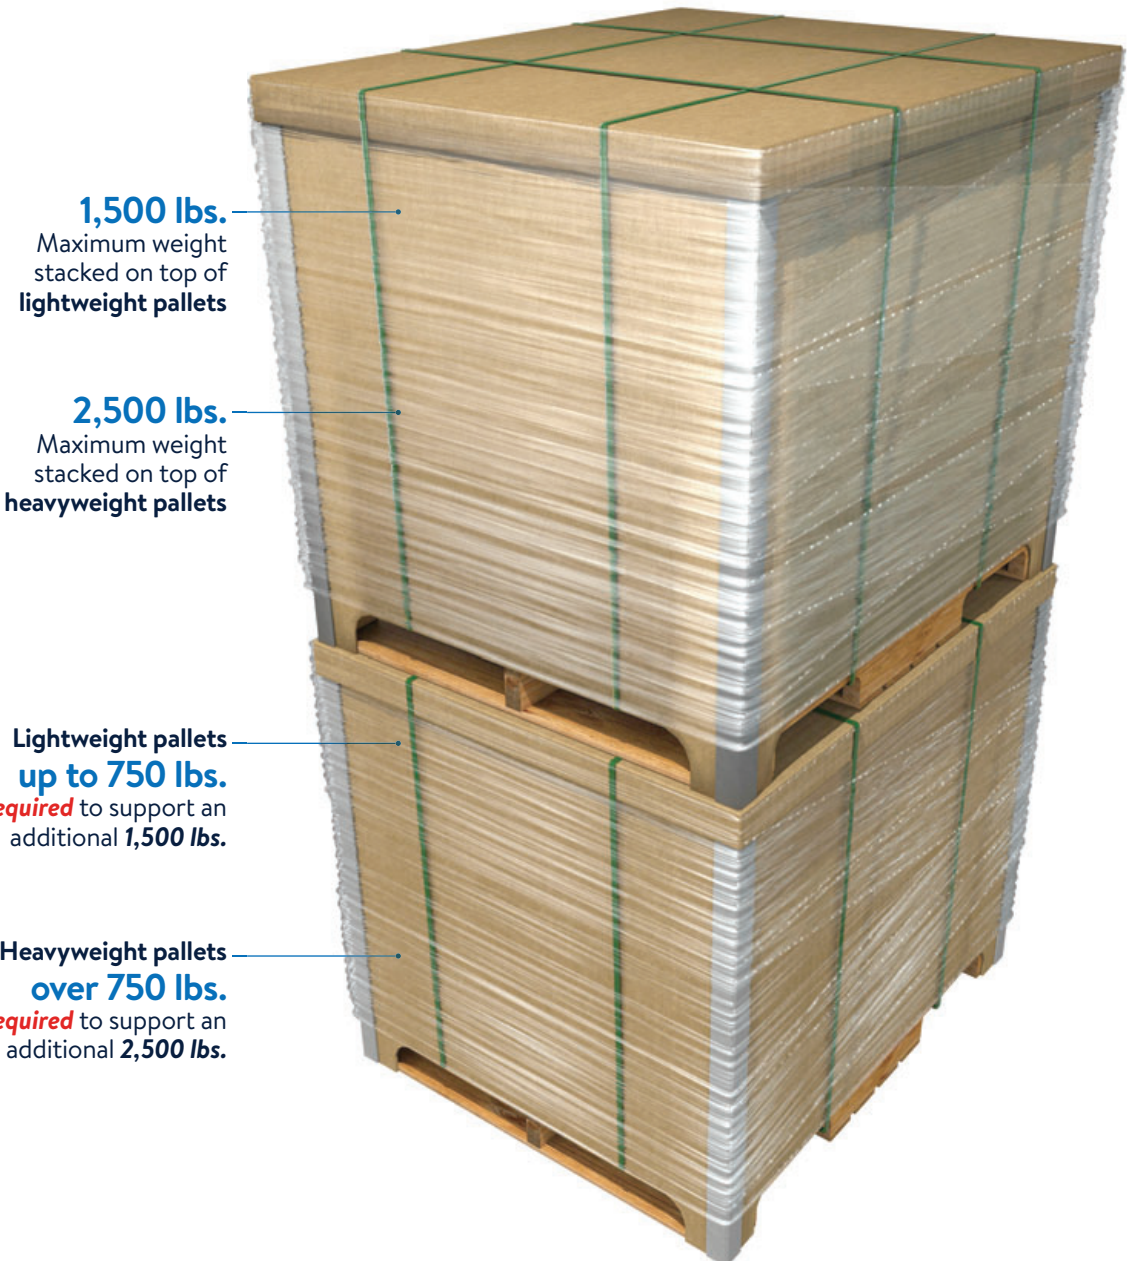 1,500 lbs.
Maximum weight
stacked on top of
lightweight pallets
2,500 lbs.
Maximum weight
stacked on top of
heavyweight pallets
Lightweight pallets
up to 750 lbs.
equired to support an
additional 1,500 lbs.
Heavyweight pallets
over 750 lbs.
equired to support an
additional 2,500 lbs.